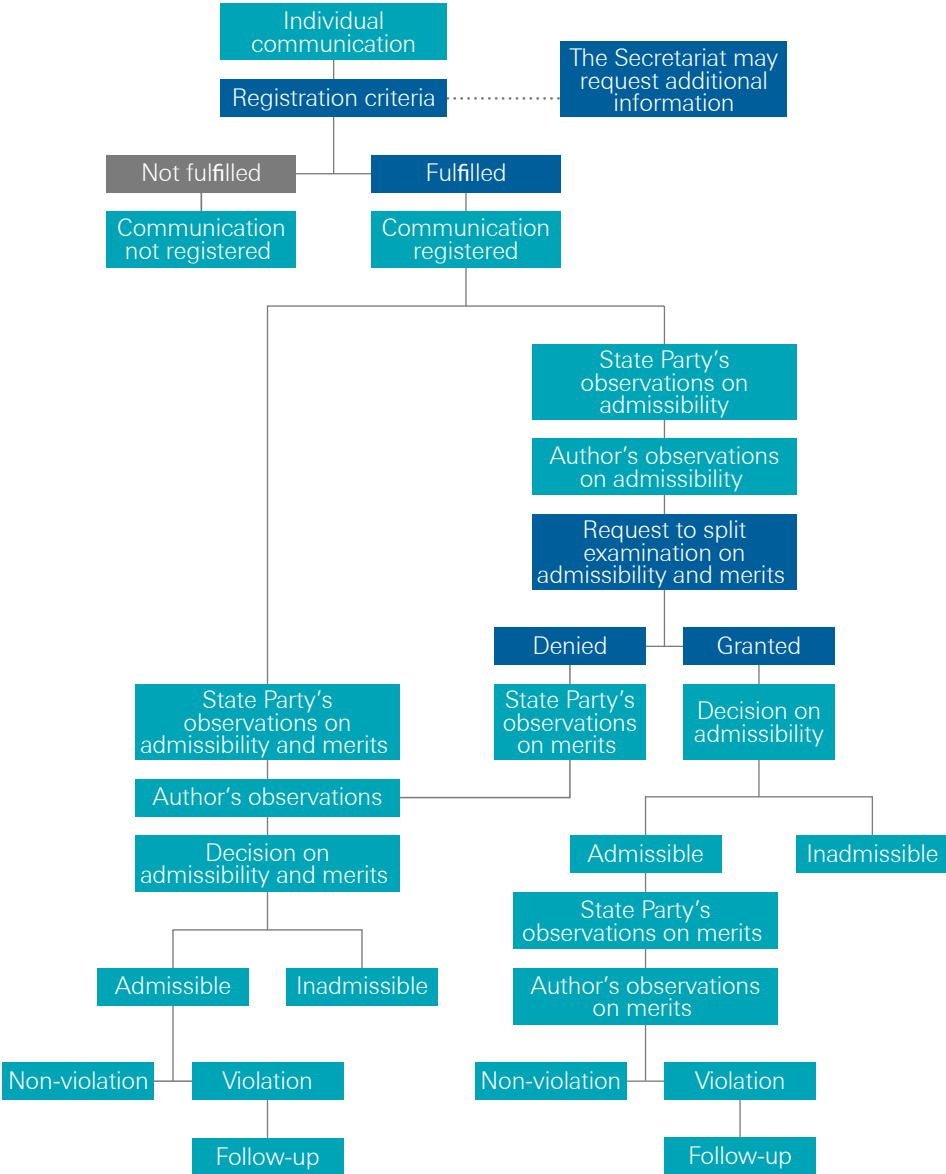 Individual
communication
The Secretariat may
request additional
information
Registration criteria
Not fulfilled
Fulfilled
Communication
not registered
Communication
registered
State Party’s
observations on
admissibility
Author’s observations
on admissibility
Request to split
examination on
admissibility and merits
Denied
Granted
State Party’s
observations on
admissibility and merits
State Party’s
observations
on merits
Decision on
admissibility
Author’s observations
Decision on
admissibility and merits
Admissible
Inadmissible
State Party’s
observations on merits
Admissible
Inadmissible
Author’s observations
on merits
Non-violation
Violation
Non-violation
Violation
Follow-up
Follow-up